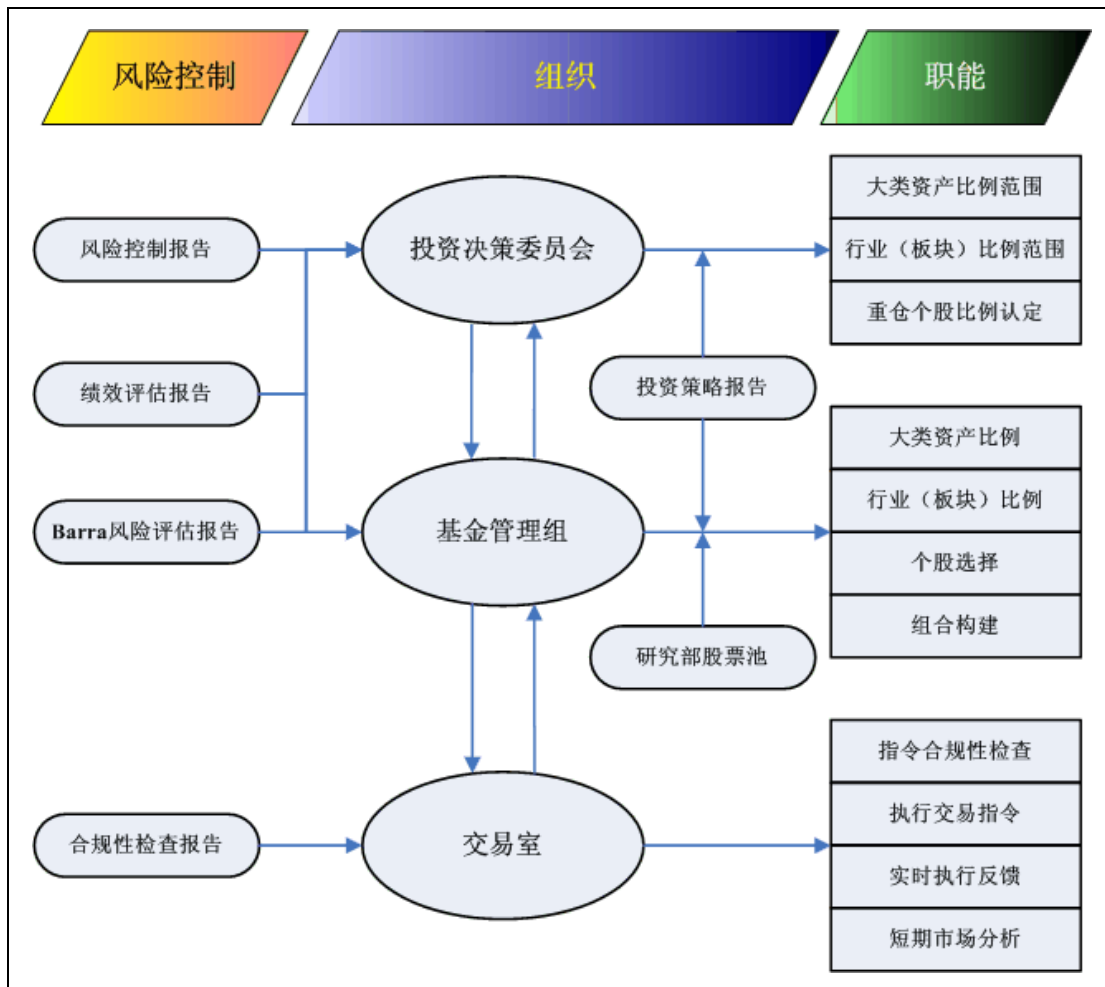 风险控制
组织
职能
大类资产比例范围
风险控制报告
投资决策委员会
行业（板块）比例范围
重仓个股比例认定
绩效评估报告
投资策略报告
大类资产比例
行业（板块）比例
Barra风险评估报告
基金管理组
个股选择
组合构建
研究部股票池
指令合规性检查
执行交易指令
合规性检查报告
交易室
实时执行反馈
短期市场分析